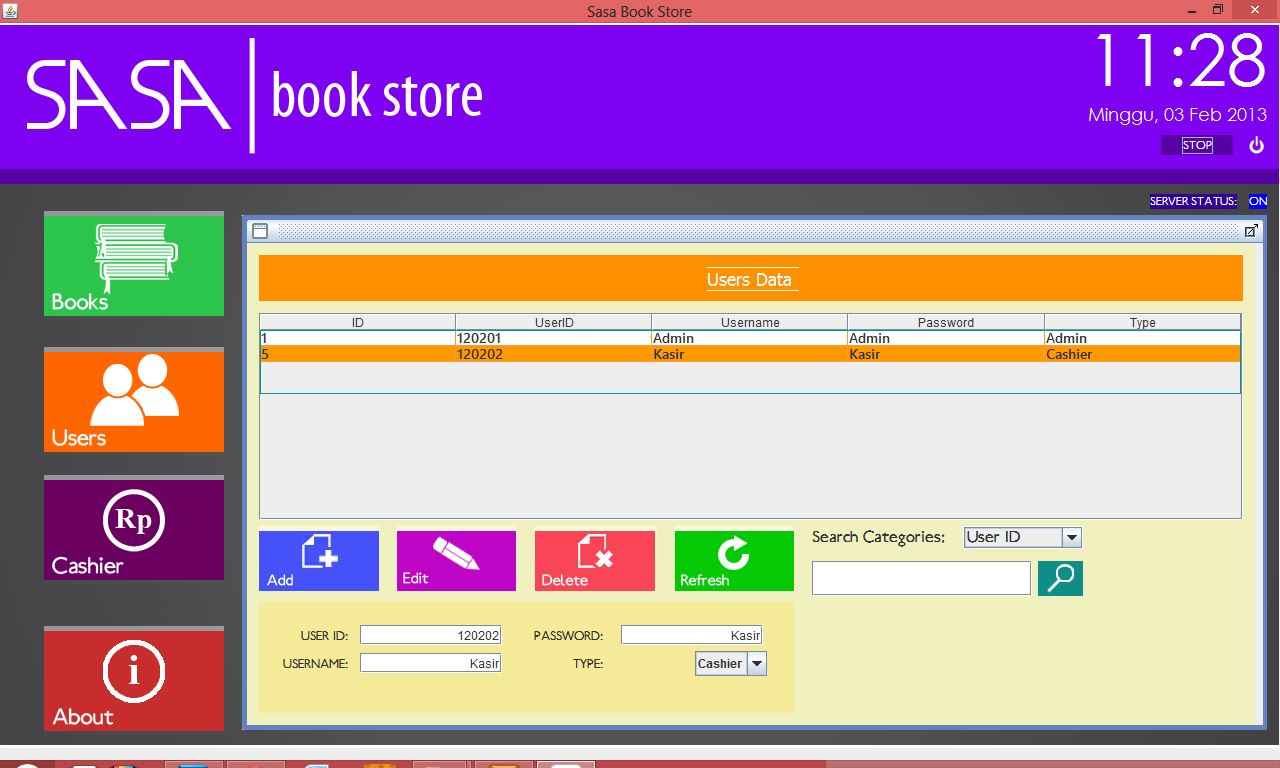 Sasa Book Store
SASA | book store
11:28
Minggu, 03 Feb 2013
STOP
SERVER STATUS: ON
Books
Users
Rp
Cashier
i
About
Users Data
ID UserID Username Password Type
1 120201 Admin Admin Admin
5 120202 Kasir Kasir Cashier
Add Edit Delete Refresh
Search Categories: User ID
USER ID: 120202 PASSWORD: Kasir
USERNAME: Kasir TYPE: Cashier